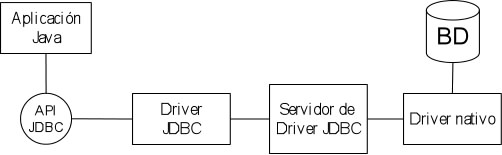 Aplicación
Java
BD
API
JDBC
Driver
JDBC
Servidor de
Driver JDBC
Driver nativo